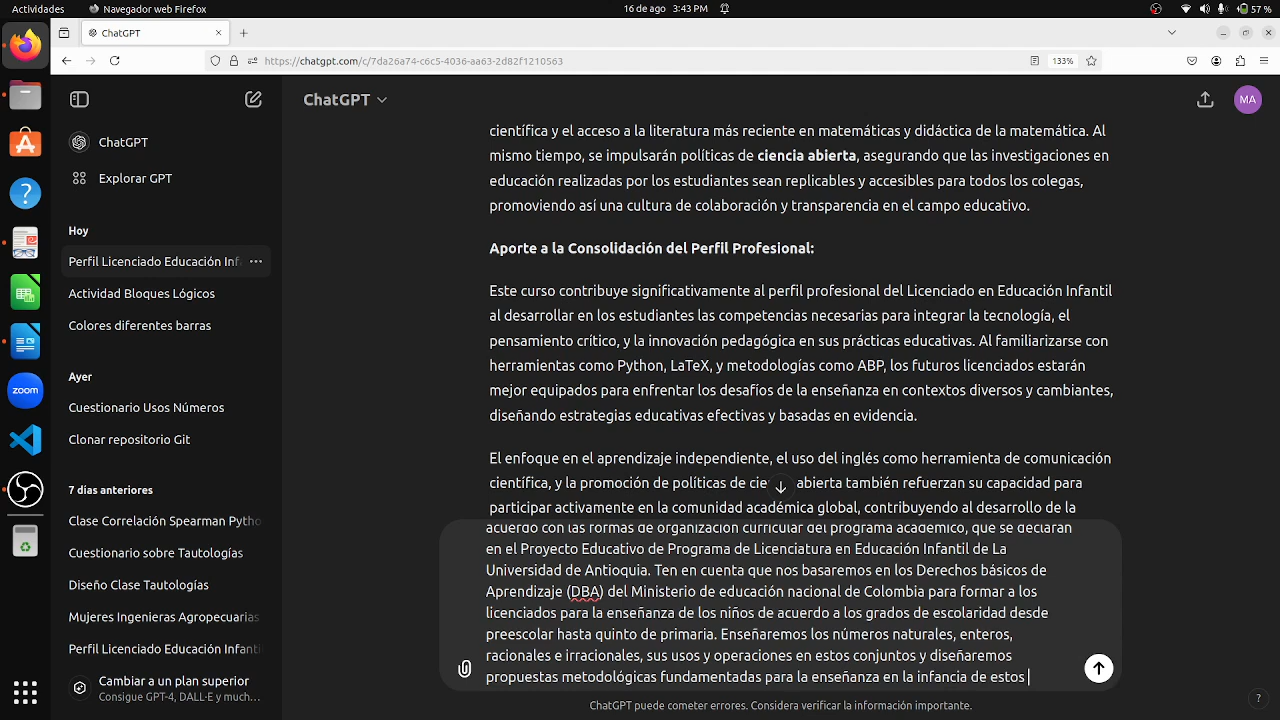 Actividades
Navegador web Firefox
16 de ago 3:43 PM
57 %
ChatGPT
https://chatgpt.com/c/7da26a74-c6c5-4036-aa63-2d82f1210563
133%
ChatGPT
MA
ChatGPT
Explorar GPT
Hoy
Perfil Licenciado Educación Inf
Actividad Bloques Lógicos
Colores diferentes barras
Ayer
Cuestionario Usos Números
Clonar repositorio Git
7 días anteriores
Clase Correlación Spearman Pytho
Cuestionario sobre Tautologías
Diseño Clase Tautologías
Mujeres Ingenieras Agropecuarias
Perfil Licenciado Educación Infanti
Cambiar a un plan superior
Consigue GPT-4, DALL·E y much...
zoom
científica y el acceso a la literatura más reciente en matemáticas y didáctica de la matemática. Al
mismo tiempo, se impulsarán políticas de ciencia abierta, asegurando que las investigaciones en
educación realizadas por los estudiantes sean replicables y accesibles para todos los colegas,
promoviendo así una cultura de colaboración y transparencia en el campo educativo.
Aporte a la Consolidación del Perfil Profesional:
Este curso contribuye significativamente al perfil profesional del Licenciado en Educación Infantil
al desarrollar en los estudiantes las competencias necesarias para integrar la tecnología, el
pensamiento crítico, y la innovación pedagógica en sus prácticas educativas. Al familiarizarse con
herramientas como Python, LaTeX, y metodologías como ABP, los futuros licenciados estarán
mejor equipados para enfrentar los desafíos de la enseñanza en contextos diversos y cambiantes,
diseñando estrategias educativas efectivas y basadas en evidencia.
El enfoque en el aprendizaje independiente, el uso del inglés como herramienta de comunicación
científica, y la promoción de políticas de cie abierta también refuerzan su capacidad para
participar activamente en la comunidad académica global, contribuyendo al desarrollo de la
acuerdo con las formas de organización curricular del programa académico, que se declaran
en el Proyecto Educativo de Programa de Licenciatura en Educación Infantil de La
Universidad de Antioquia. Ten en cuenta que nos basaremos en los Derechos básicos de
Aprendizaje (DBA) del Ministerio de educación nacional de Colombia para formar a los
licenciados para la enseñanza de los niños de acuerdo a los grados de escolaridad desde
preescolar hasta quinto de primaria. Enseñaremos los números naturales, enteros,
racionales e irracionales, sus usos y operaciones en estos conjuntos y diseñaremos
propuestas metodológicas fundamentadas para la enseñanza en la infancia de estos
ChatGPT puede cometer errores. Considera verificar la información importante.
?